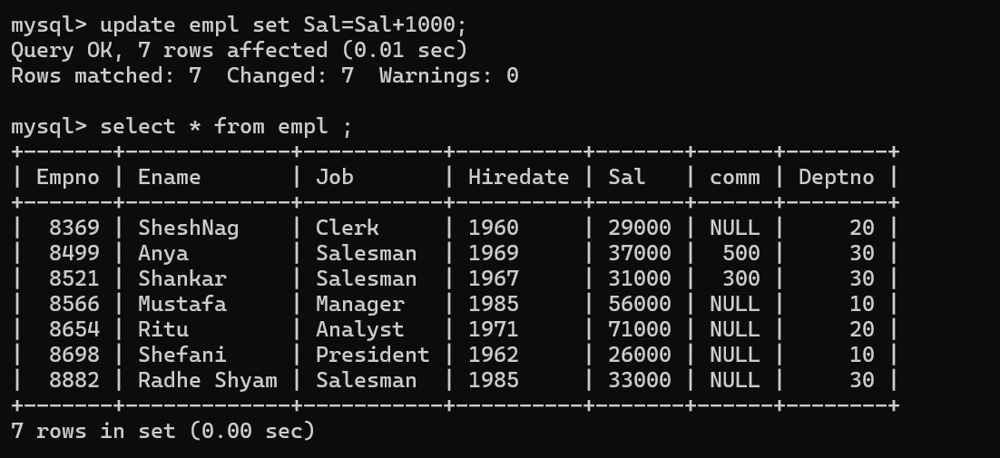 mysql> update empl set Sal=Sal+1000;
Query OK, 7 rows affected (0.01 sec)
Rows matched: 7  Changed: 7  Warnings: 0

mysql> select * from empl ;
+-------+-------------+-----------+----------+-------+------+--------+
| Empno | Ename       | Job       | Hiredate | Sal   | comm | Deptno |
+-------+-------------+-----------+----------+-------+------+--------+
|  8369 | SheshNag    | Clerk     | 1960     | 29000 | NULL |     20 |
|  8499 | Anya        | Salesman  | 1969     | 37000 |  500 |     30 |
|  8521 | Shankar     | Salesman  | 1967     | 31000 |  300 |     30 |
|  8566 | Mustafa     | Manager   | 1985     | 56000 | NULL |     10 |
|  8654 | Ritu        | Analyst   | 1971     | 71000 | NULL |     20 |
|  8698 | Shefani     | President | 1962     | 26000 | NULL |     10 |
|  8882 | Radhe Shyam | Salesman  | 1985     | 33000 | NULL |     30 |
+-------+-------------+-----------+----------+-------+------+--------+
7 rows in set (0.00 sec)